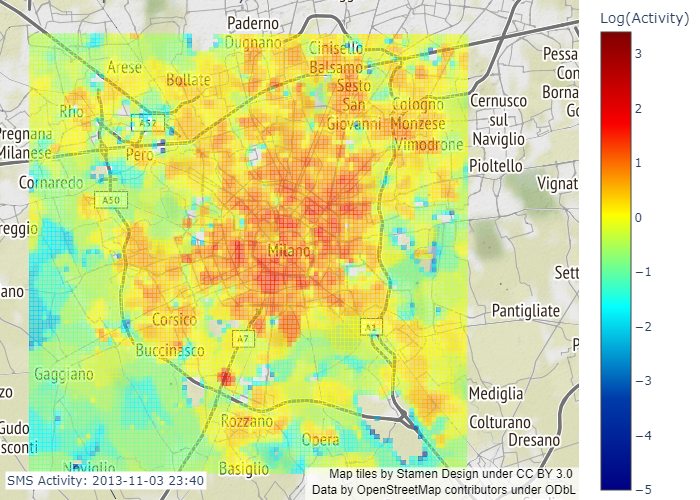 Log(Activity)
Paderno
Dugnano
Cinisello
Balsamo
Arese
Bollate
Sesto
San
Giovanni
Cologno
Monzese
Vimodrone
Rho
A52
Pero
Pregnana
Milanese
Cornaredo
A50
reggio
Cernusco
sul
Naviglio
Pioltello
Pessa
Con
Borna
Go
Vignat
Milano
ano
Sett
Pantigliate
P
Corsico
Buccinasco
A7
A1
Gaggiano
zo
Gudo
sconti
Rozzano
Opera
Mediglia
Colturano
Dresano
Naviglio
Basiglio
3
2
1
0
−1
−2
−3
−4
−5
SMS Activity: 2013-11-03 23:40
Map tiles by Stamen Design under CC BY 3.0
Data by OpenStreetMap contributors under ODbL